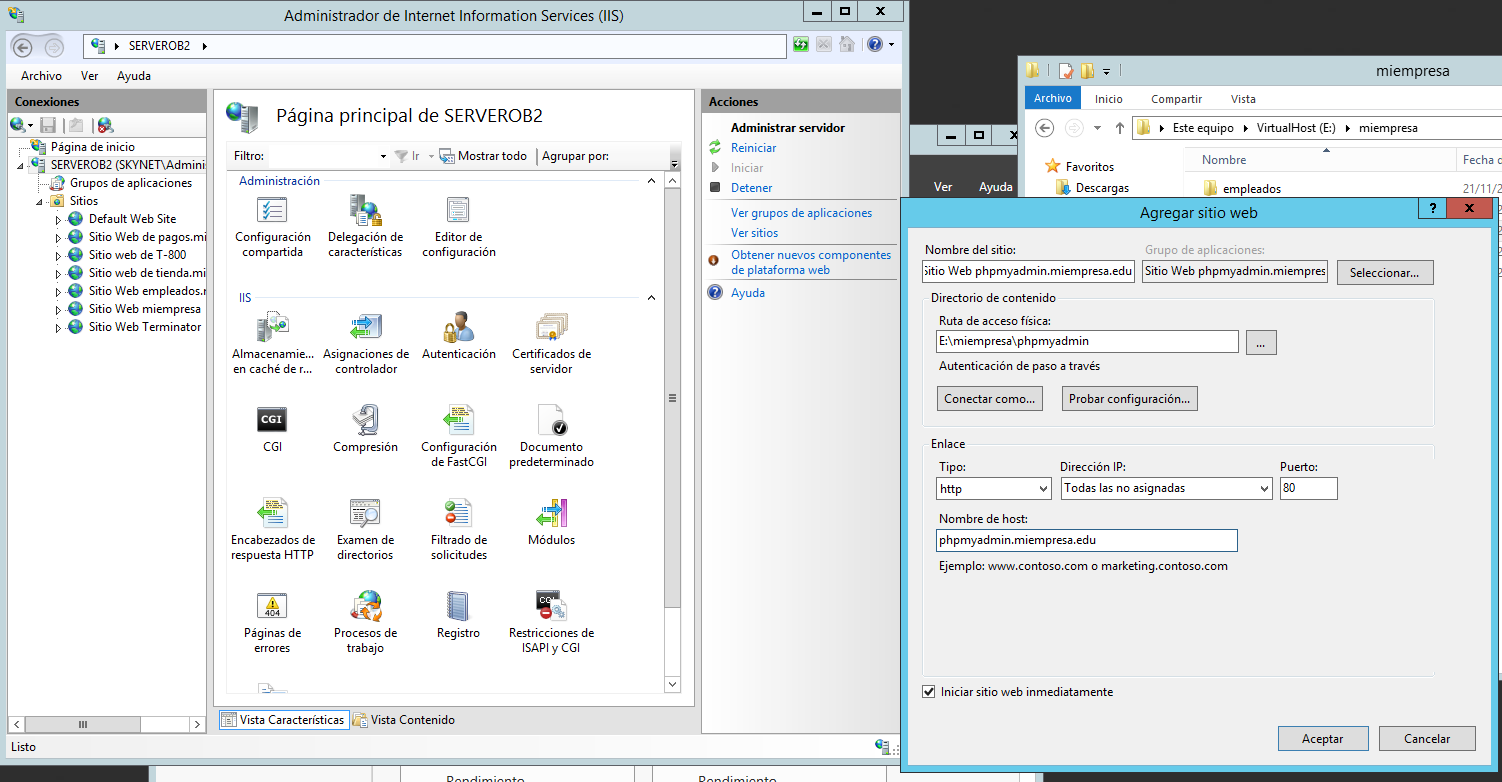 Administrador de Internet Information Services (IIS)
SERVEROB2
Archivo Ver Ayuda
Conexiones
Página de inicio
SERVEROB2 (SKYNET\Admini
Grupos de aplicaciones
Sitios
Default Web Site
Sitio Web de pagos.mi
Sitio web de T-800
Sitio web de tienda.mi
Sitio Web empleados.r
Sitio Web miempresa
Sitio Web Terminator
Página principal de SERVEROB2
Filtro: Ir Mostrar todo Agrupar por:
Administración
Configuración compartida
Delegación de características
Editor de configuración
IIS
Almacenamie... en caché de r...
Asignaciones de controlador
Autenticación
Certificados de servidor
CGI
CGI
Compresión
Configuración de FastCGI
Documento predeterminado
Encabezados de respuesta HTTP
Examen de directorios
Filtrado de solicitudes
Módulos
404
Páginas de errores
Procesos de trabajo
Registro
Restricciones de ISAPI y CGI
Vista Características Vista Contenido
Listo
Acciones
Administrar servidor
Reiniciar
Iniciar
Detener
Ver grupos de aplicaciones
Ver sitios
Obtener nuevos componentes
de plataforma web
Ayuda
miempresa
Archivo Inicio Compartir Vista
Este equipo VirtualHost (E:) miempresa
Favoritos
Descargas
Nombre Fecha d
empleados 21/11/2
Ver Ayuda
Agregar sitio web
Nombre del sitio: Grupo de aplicaciones:
Sitio Web phpmyadmin.miempresa.edu Sitio Web phpmyadmin.miempres Seleccionar...
Directorio de contenido
Ruta de acceso física:
E:\miempresa\phpmyadmin ...
Autenticación de paso a través
Conectar como... Probar configuración...
Enlace
Tipo: Dirección IP: Puerto:
http Todas las no asignadas 80
Nombre de host:
phpmyadmin.miempresa.edu
Ejemplo: www.contoso.com o marketing.contoso.com
Iniciar sitio web inmediatamente
Aceptar Cancelar
Rendimiento Rendimiento